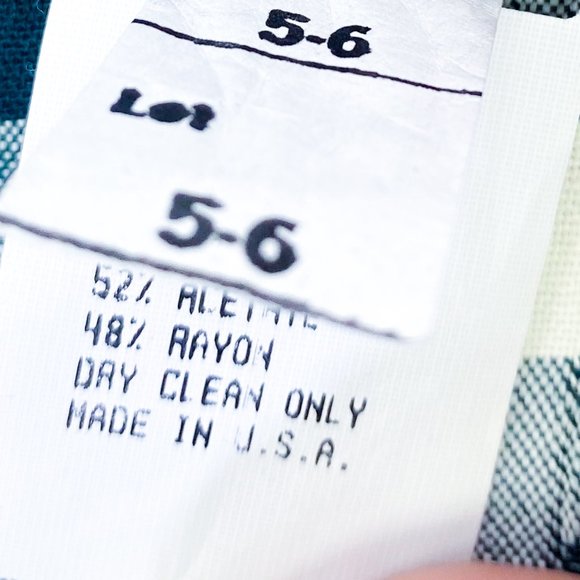 5-6
Lot
5-6
52% ACETATE
48% RAYON
DRY CLEAN ONLY
MADE IN U.S.A.